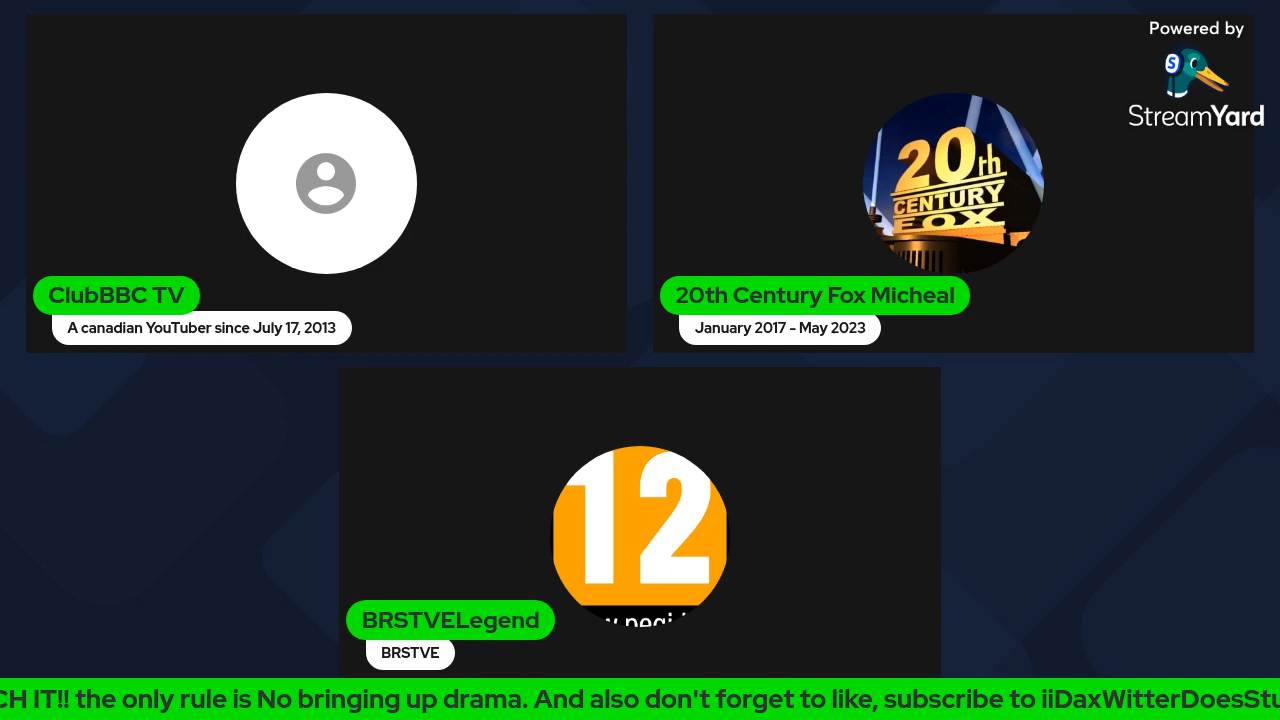 Powered by
StreamYard
S
20th
CENTURY
FOX
ClubBBC TV
A canadian YouTuber since July 17, 2013
20th Century Fox Micheal
January 2017 - May 2023
12
BRSTVELegend
BRSTVE
IT!! the only rule is No bringing up drama. And also don't forget to like, subscribe to